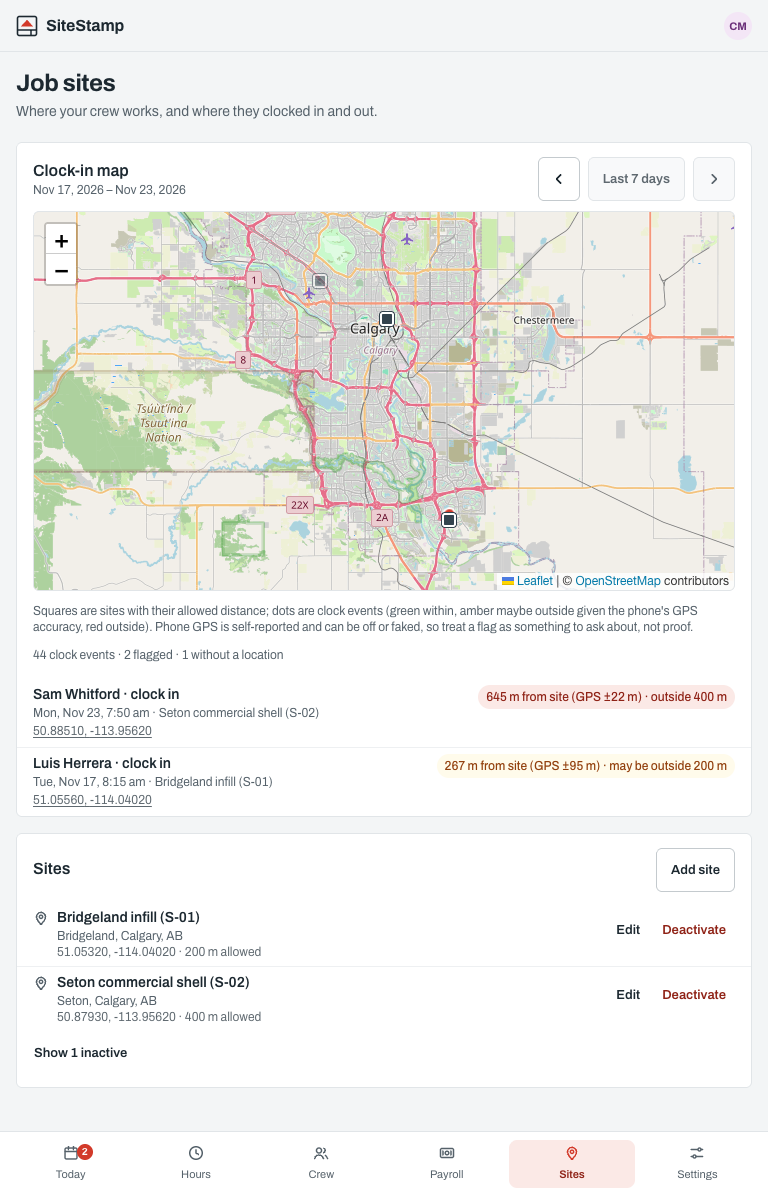 SiteStamp
CM
Job sites
Where your crew works, and where they clocked in and out.
Clock-in map
Nov 17, 2026 – Nov 23, 2026
Last 7 days
+
−
1
Calgary
Calgary
Chestermere
8
Tsúùt'ínà /
Tsuut'ina
Nation
22X
2A
Leaflet | © OpenStreetMap contributors
Squares are sites with their allowed distance; dots are clock events (green within, amber maybe outside given the phone's GPS
accuracy, red outside). Phone GPS is self-reported and can be off or faked, so treat a flag as something to ask about, not proof.
44 clock events · 2 flagged · 1 without a location
Sam Whitford · clock in
645 m from site (GPS ±22 m) · outside 400 m
Mon, Nov 23, 7:50 am · Seton commercial shell (S-02)
50.88510, -113.95620
Luis Herrera · clock in
267 m from site (GPS ±95 m) · may be outside 200 m
Tue, Nov 17, 8:15 am · Bridgeland infill (S-01)
51.05560, -114.04020
Sites
Add site
Bridgeland infill (S-01)
Bridgeland, Calgary, AB
51.05320, -114.04020 · 200 m allowed
Edit
Deactivate
Seton commercial shell (S-02)
Seton, Calgary, AB
50.87930, -113.95620 · 400 m allowed
Edit
Deactivate
Show 1 inactive
2
Today
Hours
Crew
Payroll
Sites
Settings